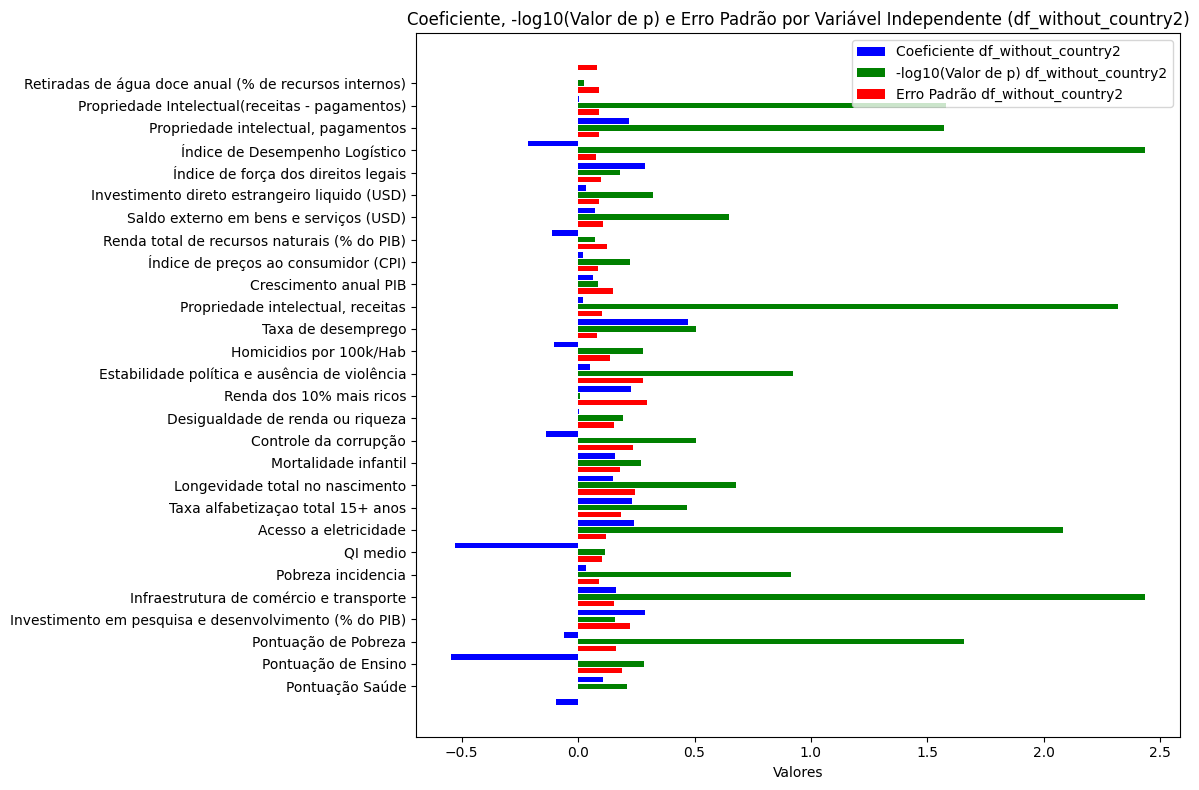 Coeficiente, -log10(Valor de p) e Erro Padrão por Variável Independente (df_without_country2)
Coeficiente df_without_country2
-log10(Valor de p) df_without_country2
Erro Padrão df_without_country2
Retiradas de água doce anual (% de recursos internos)
Propriedade Intelectual(receitas - pagamentos)
Propriedade intelectual, pagamentos
Índice de Desempenho Logístico
Índice de força dos direitos legais
Investimento direto estrangeiro liquido (USD)
Saldo externo em bens e serviços (USD)
Renda total de recursos naturais (% do PIB)
Índice de preços ao consumidor (CPI)
Crescimento anual PIB
Propriedade intelectual, receitas
Taxa de desemprego
Homicidios por 100k/Hab
Estabilidade política e ausência de violência
Renda dos 10% mais ricos
Desigualdade de renda ou riqueza
Controle da corrupção
Mortalidade infantil
Longevidade total no nascimento
Taxa alfabetizaçao total 15+ anos
Acesso a eletricidade
QI medio
Pobreza incidencia
Infraestrutura de comércio e transporte
Investimento em pesquisa e desenvolvimento (% do PIB)
Pontuação de Pobreza
Pontuação de Ensino
Pontuação Saúde
−0.5 0.0 0.5 1.0 1.5 2.0 2.5
Valores